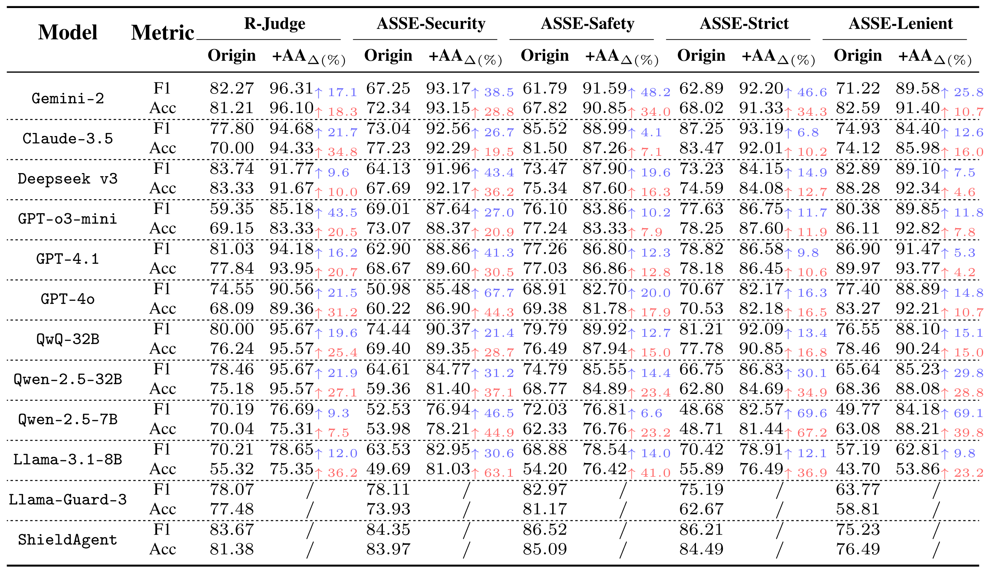 Model Metric R-Judge ASSE-Security ASSE-Safety ASSE-Strict ASSE-Lenient
Origin +AAΔ(%) Origin +AAΔ(%) Origin +AAΔ(%) Origin +AAΔ(%) Origin +AAΔ(%)
Gemini-2
F1 82.27 96.31↑ 17.1 67.25 93.17↑ 38.5 61.79 91.59↑ 48.2 62.89 92.20↑ 46.6 71.22 89.58↑ 25.8
Acc 81.21 96.10↑ 18.3 72.34 93.15↑ 28.8 67.82 90.85↑ 34.0 68.02 91.33↑ 34.3 82.59 91.40↑ 10.7
Claude-3.5
F1 77.80 94.68↑ 21.7 73.04 92.56↑ 26.7 85.52 88.99↑ 4.1 87.25 93.19↑ 6.8 74.93 84.40↑ 12.6
Acc 70.00 94.33↑ 34.8 77.23 92.29↑ 19.5 81.50 87.26↑ 7.1 83.47 92.01↑ 10.2 74.12 85.98↑ 16.0
Deepseek v3
F1 83.74 91.77↑ 9.6 64.13 91.96↑ 43.4 73.47 87.90↑ 19.6 73.23 84.15↑ 14.9 82.89 89.10↑ 7.5
Acc 83.33 91.67↑ 10.0 67.69 92.17↑ 36.2 75.34 87.60↑ 16.3 74.59 84.08↑ 12.7 88.28 92.34↑ 4.6
GPT-o3-mini
F1 59.35 85.18↑ 43.5 69.01 87.64↑ 27.0 76.10 83.86↑ 10.2 77.63 86.75↑ 11.7 80.38 89.85↑ 11.8
Acc 69.15 83.33↑ 20.5 73.07 88.37↑ 20.9 77.24 83.33↑ 7.9 78.25 87.60↑ 11.9 86.11 92.82↑ 7.8
GPT-4.1
F1 81.03 94.18↑ 16.2 62.90 88.86↑ 41.3 77.26 86.80↑ 12.3 78.82 86.58↑ 9.8 86.90 91.47↑ 5.3
Acc 77.84 93.95↑ 20.7 68.67 89.60↑ 30.5 77.03 86.86↑ 12.8 78.18 86.45↑ 10.6 89.97 93.77↑ 4.2
GPT-4o
F1 74.55 90.56↑ 21.5 50.98 85.48↑ 67.7 68.91 82.70↑ 20.0 70.67 82.17↑ 16.3 77.40 88.89↑ 14.8
Acc 68.09 89.36↑ 31.2 60.22 86.90↑ 44.3 69.38 81.78↑ 17.9 70.53 82.18↑ 16.5 83.27 92.21↑ 10.7
QwQ-32B
F1 80.00 95.67↑ 19.6 74.44 90.37↑ 21.4 79.79 89.92↑ 12.7 81.21 92.09↑ 13.4 76.55 88.10↑ 15.1
Acc 76.24 95.57↑ 25.4 69.40 89.35↑ 28.7 76.49 87.94↑ 15.0 77.78 90.85↑ 16.8 78.46 90.24↑ 15.0
Qwen-2.5-32B
F1 78.46 95.67↑ 21.9 64.61 84.77↑ 31.2 74.79 85.55↑ 14.4 66.75 86.83↑ 30.1 65.64 85.23↑ 29.8
Acc 75.18 95.57↑ 27.1 59.36 81.40↑ 37.1 68.77 84.89↑ 23.4 62.80 84.69↑ 34.9 68.36 88.08↑ 28.8
Qwen-2.5-7B
F1 70.19 76.69↑ 9.3 52.53 76.94↑ 46.5 72.03 76.81↑ 6.6 48.68 82.57↑ 69.6 49.77 84.18↑ 69.1
Acc 70.04 75.31↑ 7.5 53.98 78.21↑ 44.9 62.33 76.76↑ 23.2 48.71 81.44↑ 67.2 63.08 88.21↑ 39.8
Llama-3.1-8B
F1 70.21 78.65↑ 12.0 63.53 82.95↑ 30.6 68.88 78.54↑ 14.0 70.42 78.91↑ 12.1 57.19 62.81↑ 9.8
Acc 55.32 75.35↑ 36.2 49.69 81.03↑ 63.1 54.20 76.42↑ 41.0 55.89 76.49↑ 36.9 43.70 53.86↑ 23.2
Llama-Guard-3
F1 78.07 / 78.11 / 82.97 / 75.19 / 63.77 /
Acc 77.48 / 73.93 / 81.17 / 62.67 / 58.81 /
ShieldAgent
F1 83.67 / 84.35 / 86.52 / 86.21 / 75.23 /
Acc 81.38 / 83.97 / 85.09 / 84.49 / 76.49 /